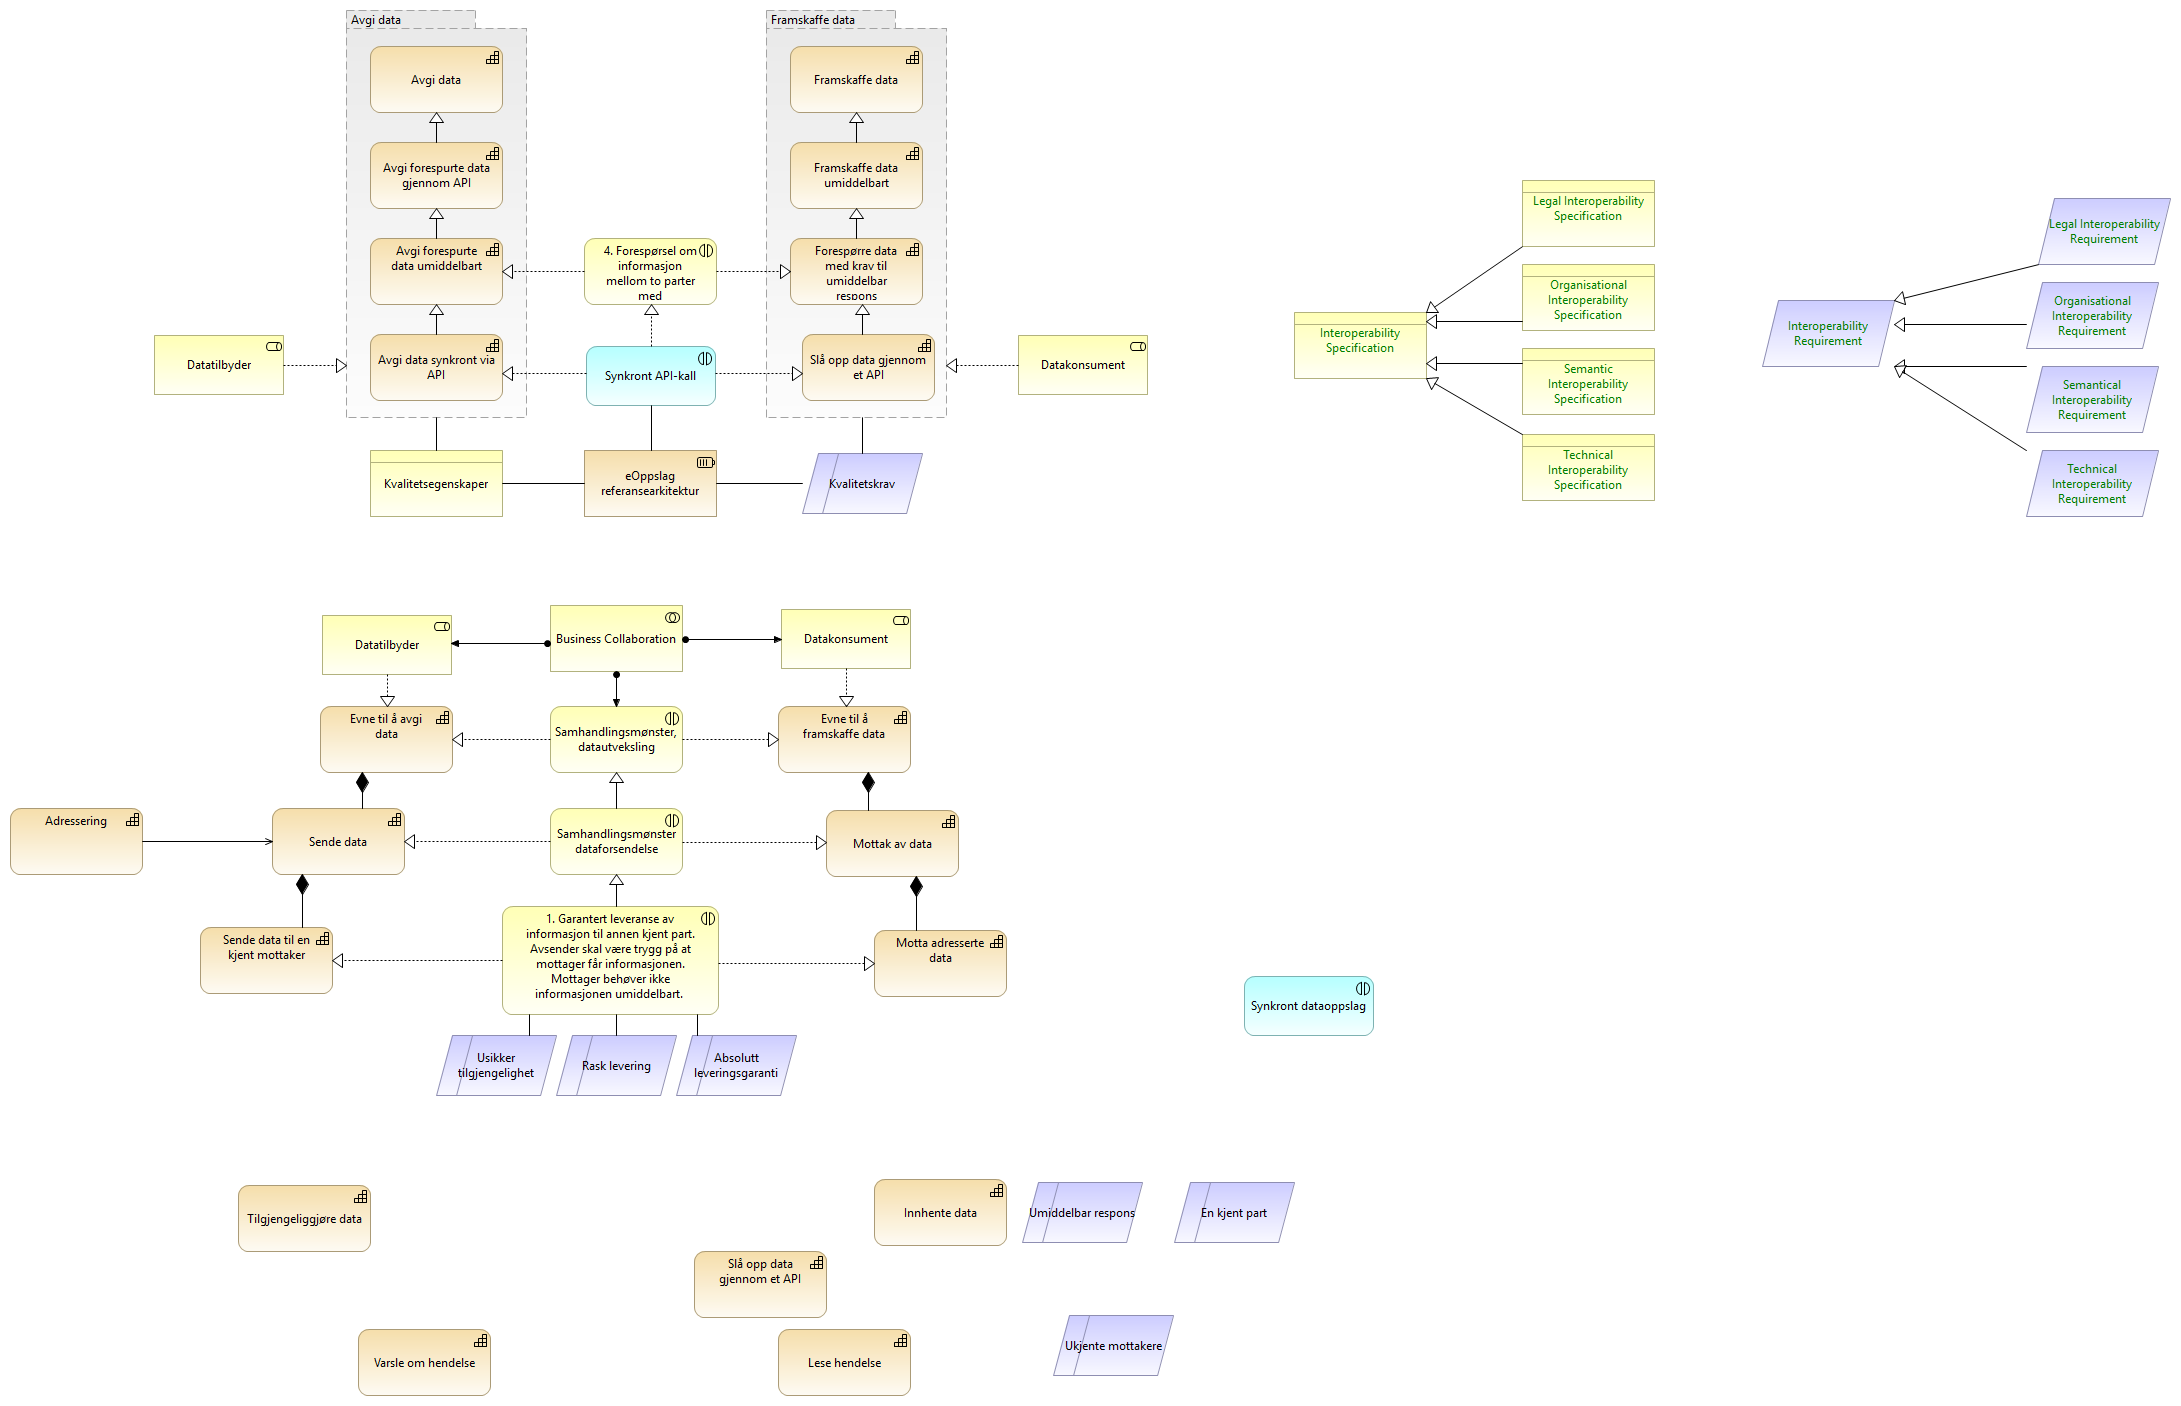 Avgi data
Framskaffe data
Avgi data
Framskaffe data
Avgi forespurte data
gjennom API
Framskaffe data
umiddelbart
Avgi forespurte
data umiddelbart
4. Forespørsel om
informasjon
mellom to parter
med
Forespørre data
med krav til
umiddelbar
respons
Datatilbyder
Avgi data synkront via
API
Synkront API-kall
Slå opp data gjennom
et API
Datakonsument
Kvalitetsegenskaper
eOppslag
referansearkitektur
Kvalitetskrav
Legal Interoperability
Specification
Organisational
Interoperability
Specification
Interoperability
Specification
Semantic
Interoperability
Specification
Technical
Interoperability
Specification
Legal Interoperability
Requirement
Organisational
Interoperability
Requirement
Interoperability
Requirement
Semantical
Interoperability
Requirement
Technical
Interoperability
Requirement
Datatilbyder
Business Collaboration
Datakonsument
Evne til å avgi
data
Samhandlingsmønster,
datautveksling
Evne til å
framskaffe data
Adressering
Sende data
Samhandlingsmønster
dataforsendelse
Mottak av data
Sende data til en
kjent mottaker
1. Garantert leveranse av
informasjon til annen kjent part.
Avsender skal være trygg på at
mottager får informasjonen.
Mottager behøver ikke
informasjonen umiddelbart.
Motta adresserte
data
Synkront dataoppslag
Usikker
tilgjengelighet
Rask levering
Absolutt
leveringsgaranti
Tilgjengeliggjøre data
Innhente data
Umiddelbar respons
En kjent part
Slå opp data
gjennom et API
Varsle om hendelse
Lese hendelse
Ukjente mottakere